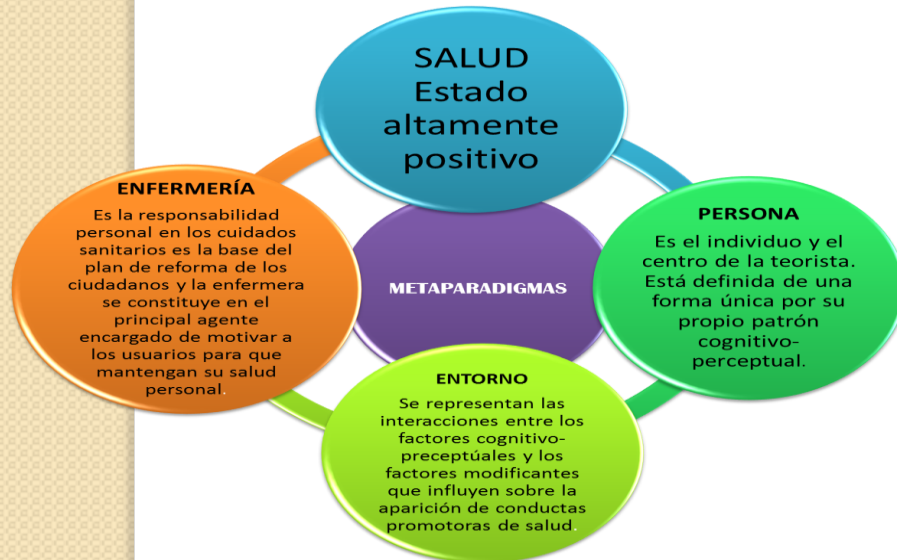 SALUD
Estado
altamente
positivo
ENFERMERÍA
Es la responsabilidad
personal en los cuidados
sanitarios es la base del
plan de reforma de los
ciudadanos y la enfermera
se constituye en el
principal agente
encargado de motivar a
los usuarios para que
mantengan su salud
personal.
METAPARADIGMAS
PERSONA
Es el individuo y el
centro de la teorista.
Está definida de una
forma única por su
propio patrón
cognitivo-
perceptual.
ENTORNO
Se representan las
interacciones entre los
factores cognitivo-
preceptúales y los
factores modificantes
que influyen sobre la
aparición de conductas
promotoras de salud.